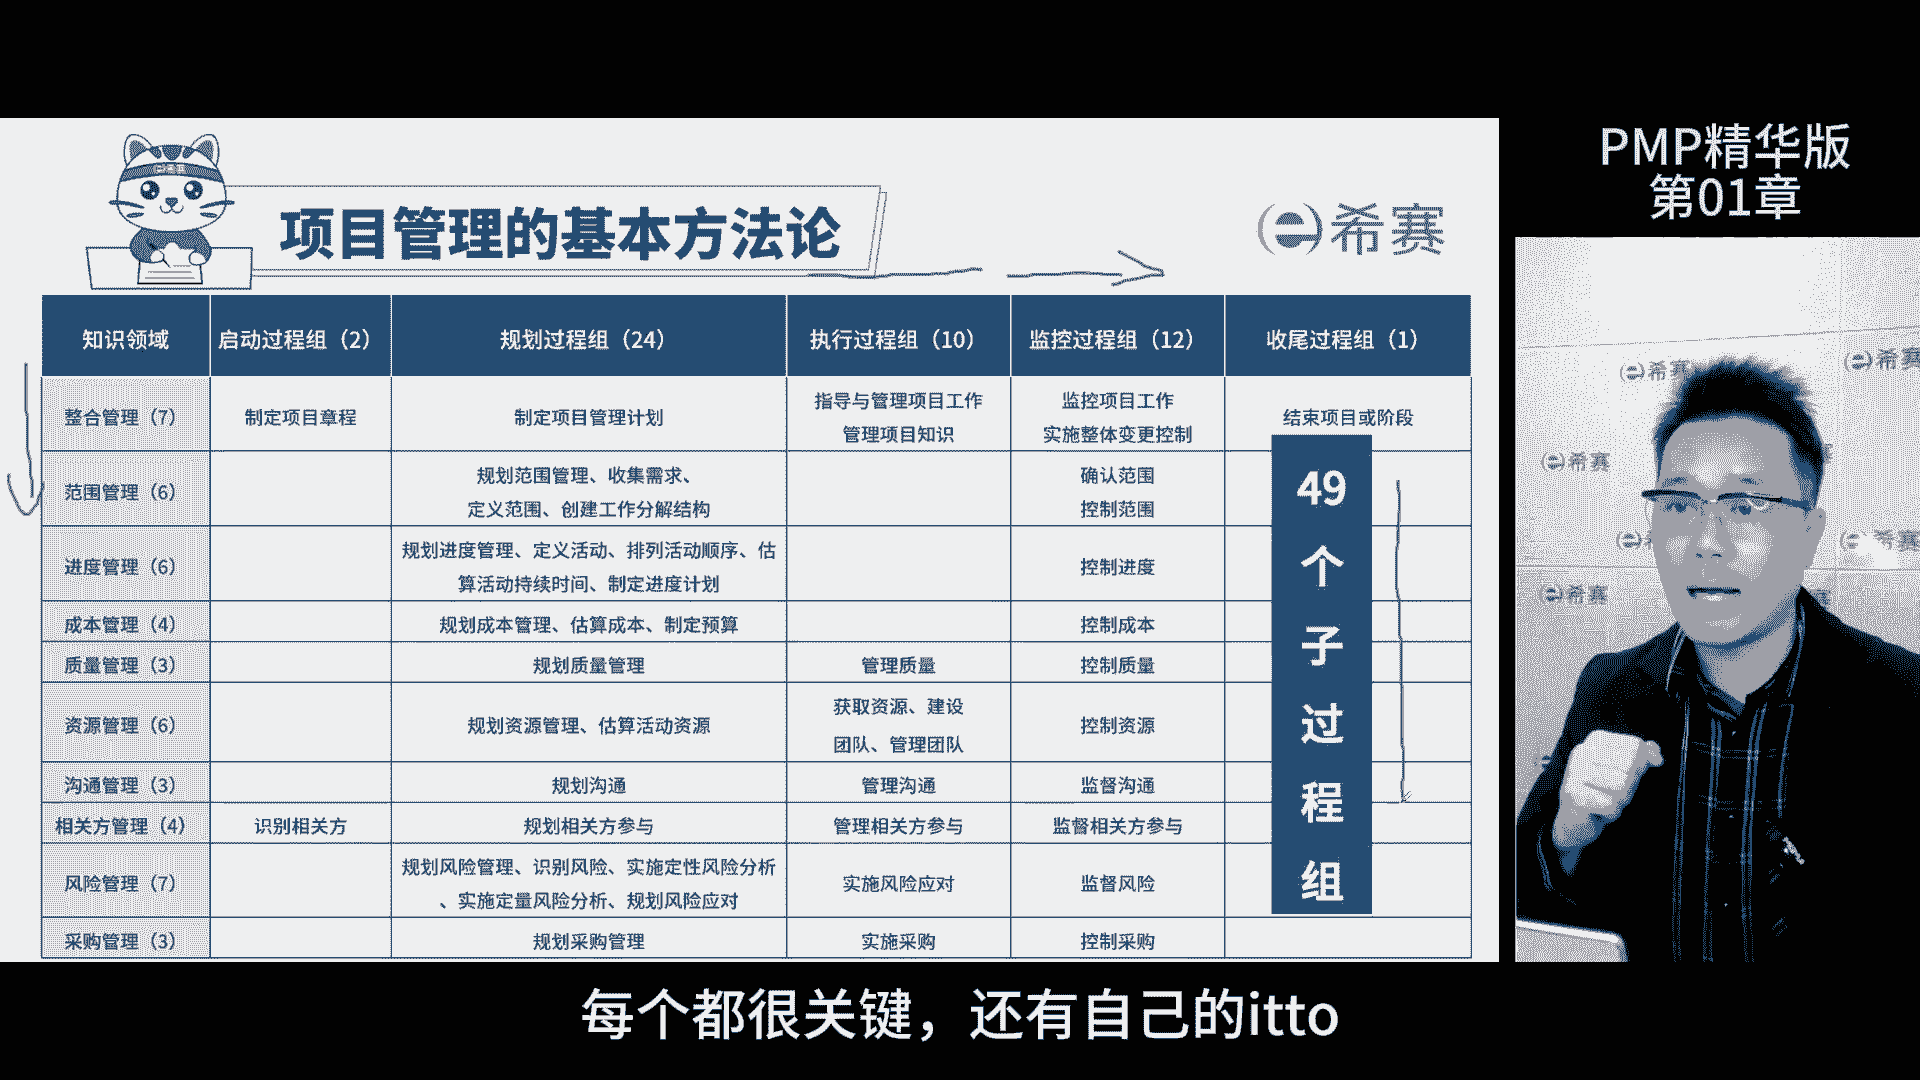 PMP精华版
第01章
项目管理的基本方法论
希赛
知识领域 启动过程组（2） 规划过程组（24） 执行过程组（10） 监控过程组（12） 收尾过程组（1）
整合管理（7） 制定项目章程 制定项目管理计划 指导与管理项目工作 监控项目工作 结束项目或阶段
管理项目知识 实施整体变更控制
范围管理（6） 规划范围管理、收集需求、 确认范围
定义范围、创建工作分解结构 控制范围
进度管理（6） 规划进度管理、定义活动、排列活动顺序、估 控制进度
算活动持续时间、制定进度计划
成本管理（4） 规划成本管理、估算成本、制定预算 控制成本
质量管理（3） 规划质量管理 管理质量 控制质量
资源管理（6） 规划资源管理、估算活动资源 获取资源、建设 控制资源
团队、管理团队
沟通管理（3） 规划沟通 管理沟通 监督沟通
相关方管理（4） 识别相关方 规划相关方参与 管理相关方参与 监督相关方参与
风险管理（7） 规划风险管理、识别风险、实施定性风险分析 实施风险应对 监督风险
、实施定量风险分析、规划风险应对
采购管理（3） 规划采购管理 实施采购 控制采购
49
个
子
过
程
组
希赛
希赛
希赛
希赛
希赛
希赛
每个都很关键，还有自己的itto